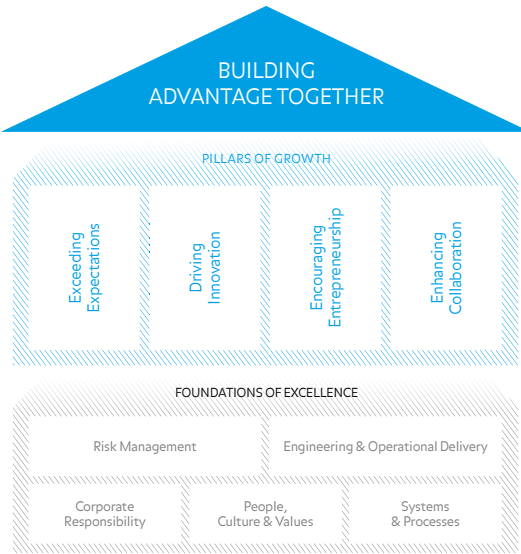 BUILDING
ADVANTAGE TOGETHER
PILLARS OF GROWTH
Exceeding
Expectations
Driving
Innovation
Encouraging
Entrepreneurship
Enhancing
Collaboration
FOUNDATIONS OF EXCELLENCE
Risk Management
Engineering & Operational Delivery
Corporate
Responsibility
People,
Culture & Values
Systems
& Processes